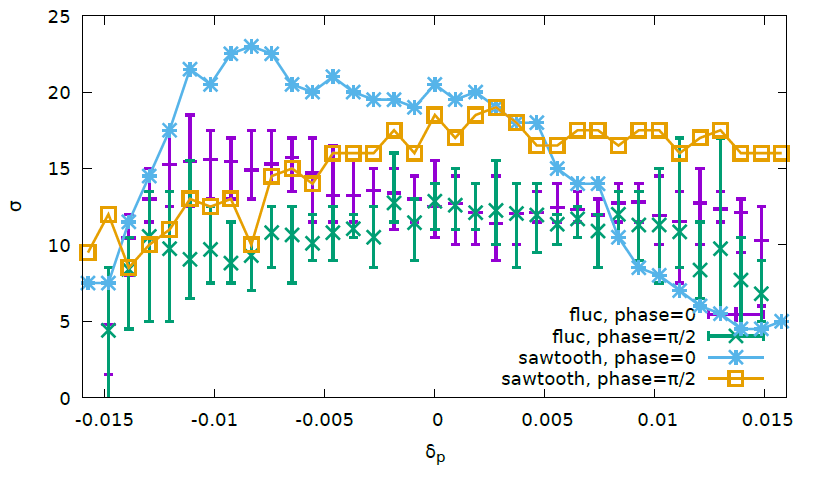 25
20
15
10
5
0
σ
fluc, phase=0
fluc, phase=π/2
sawtooth, phase=0
sawtooth, phase=π/2
-0.015 -0.01 -0.005 0 0.005 0.01 0.015
δp